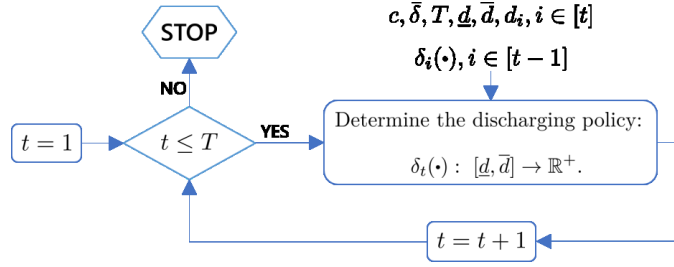 STOP
c, δ̄, T, d̲, d̅, dᵢ, i ∈ [t]
δᵢ(·), i ∈ [t − 1]
NO
t = 1
t ≤ T
YES
Determine the discharging policy:
δₜ(·) : [d̲, d̅] → ℝ⁺.
t = t + 1